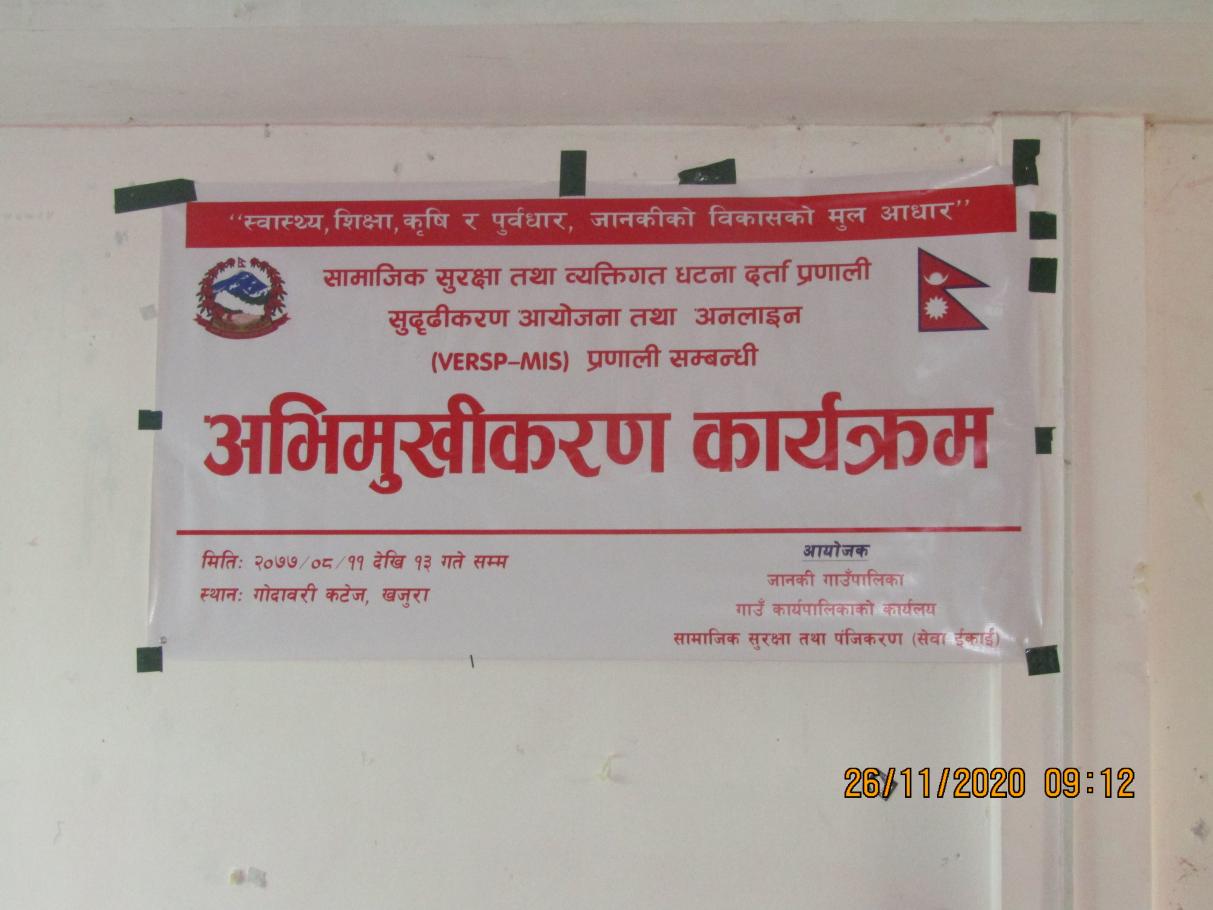 “स्वास्थ्य, शिक्षा, कृषि र पुर्वधार, जानकीको विकासको मुल आधार”
सामाजिक सुरक्षा तथा व्यक्तिगत धटना दर्ता प्रणाली
सुदृढीकरण आयोजना तथा अनलाइन
(VERSP-MIS) प्रणाली सम्बन्धी
अभिमुखीकरण कार्यक्रम
मितिः २०७७/०८/११ देखि १३ गते सम्म
स्थानः गोदावरी कटेज, खजुरा
आयोजक
जानकी गाउँपालिका
गाउँ कार्यपालिकाको कार्यलय
सामाजिक सुरक्षा तथा पंजिकरण (सेवा ईकाई)
26/11/2020 09:12